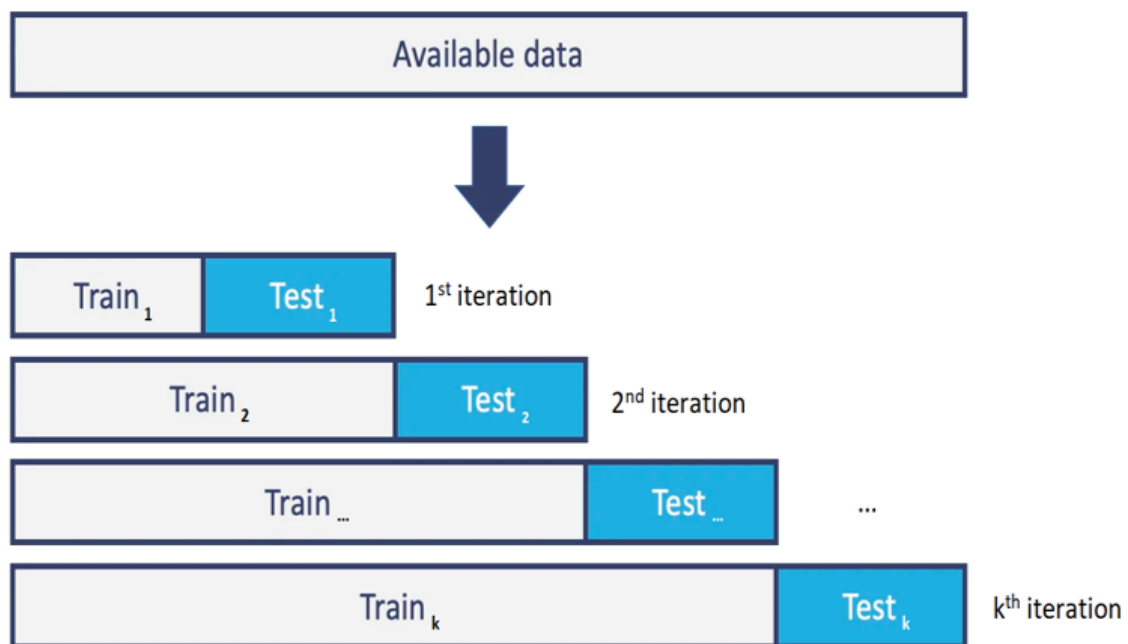 Available data
Train 1 Test 1 1st iteration
Train 2 Test 2 2nd iteration
Train ... Test ... ...
Train k Test k kth iteration